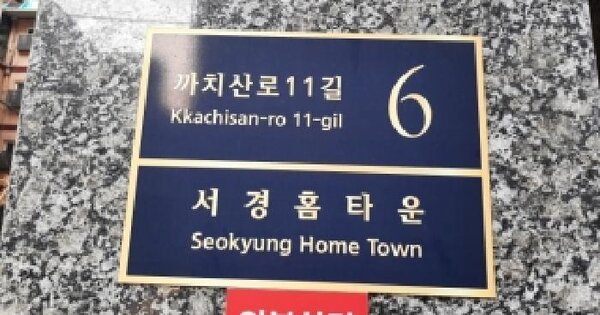 까치산로11길
Kkachisan-ro 11-gil
6
서경홈타운
Seokyung Home Town